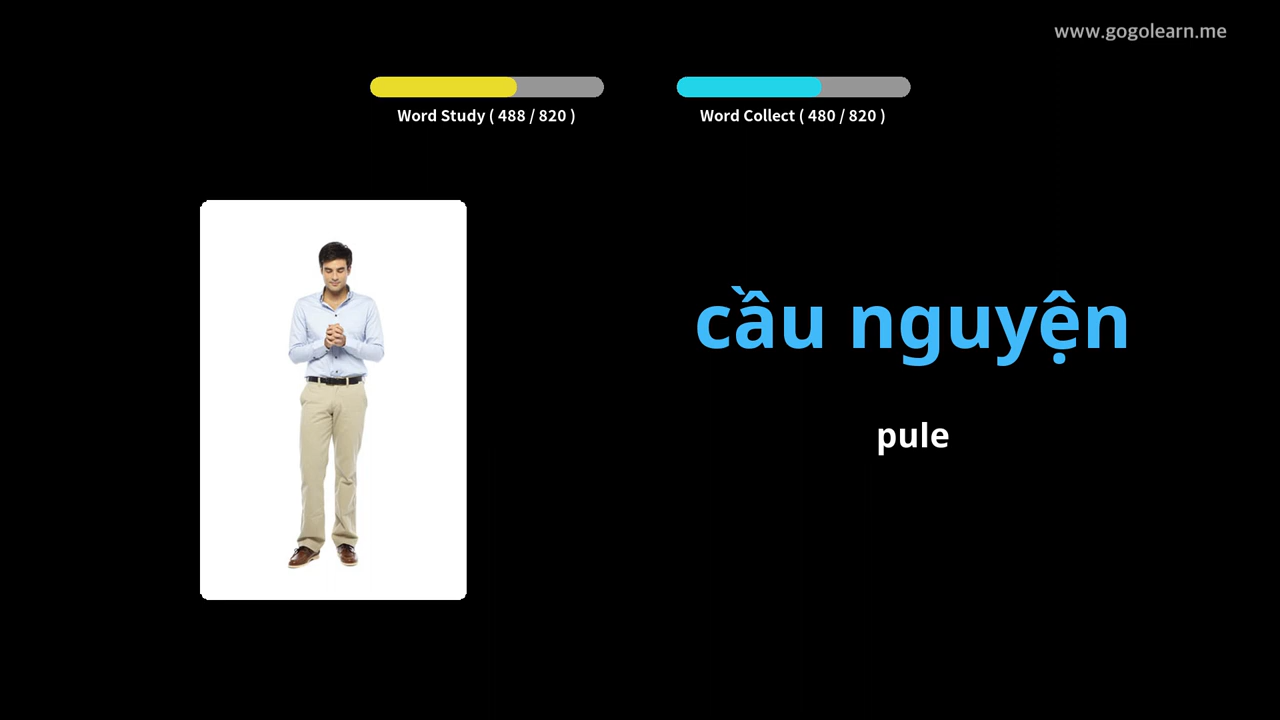 www.gogolearn.me
Word Study ( 488 / 820 )
Word Collect ( 480 / 820 )
cầu nguyện
pule